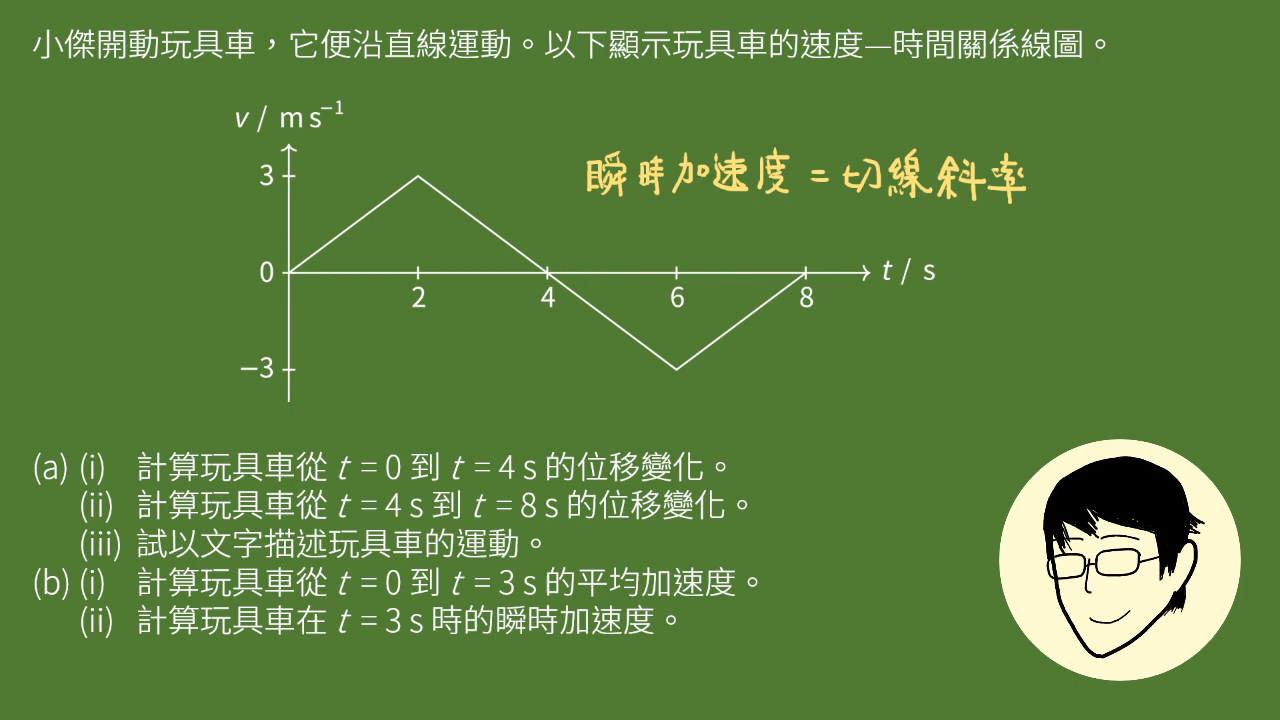 小傑開動玩具車，它便沿直線運動。以下顯示玩具車的速度—時間關係線圖。
v / m s⁻¹
瞬時加速度 = 切線斜率
3
0
−3
2 4 6 8
t / s
(a) (i) 計算玩具車從 t = 0 到 t = 4 s 的位移變化。
(ii) 計算玩具車從 t = 4 s 到 t = 8 s 的位移變化。
(iii) 試以文字描述玩具車的運動。
(b) (i) 計算玩具車從 t = 0 到 t = 3 s 的平均加速度。
(ii) 計算玩具車在 t = 3 s 時的瞬時加速度。